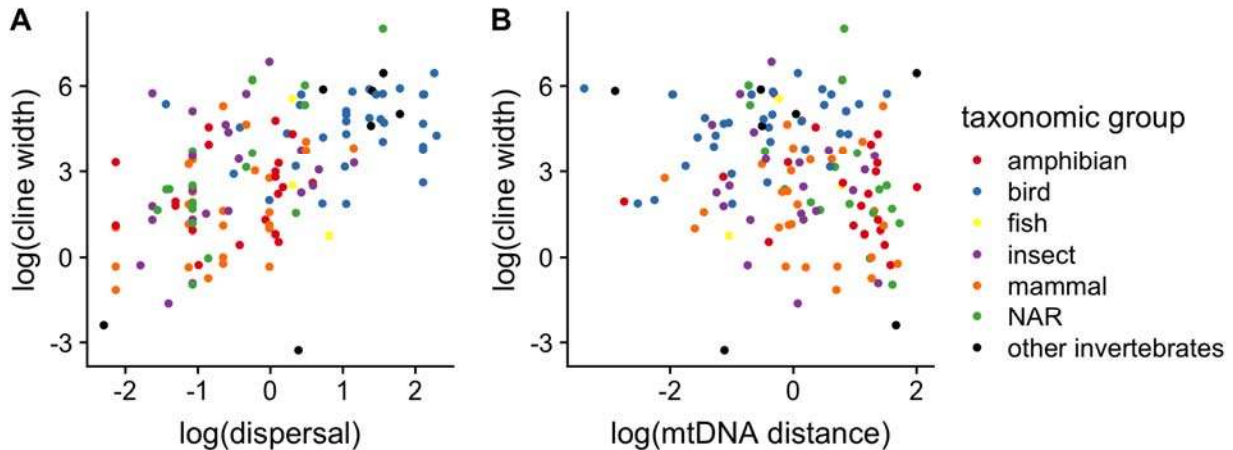 A
B
log(cline width)
6
3
0
-3
-2
-1
0
1
2
log(dispersal)
log(cline width)
6
3
0
-3
-2
0
2
log(mtDNA distance)
taxonomic group
amphibian
bird
fish
insect
mammal
NAR
other invertebrates